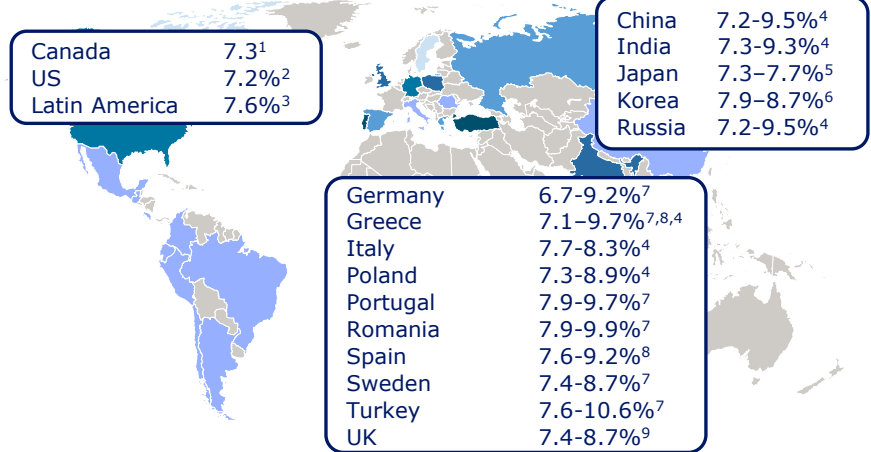 Canada 7.3¹
US 7.2%²
Latin America 7.6%³
China 7.2-9.5%⁴
India 7.3-9.3%⁴
Japan 7.3–7.7%⁵
Korea 7.9–8.7%⁶
Russia 7.2-9.5%⁴
Germany 6.7-9.2%⁷
Greece 7.1–9.7%⁷,⁸,⁴
Italy 7.7-8.3%⁴
Poland 7.3-8.9%⁴
Portugal 7.9-9.7%⁷
Romania 7.9-9.9%⁷
Spain 7.6-9.2%⁸
Sweden 7.4-8.7%⁷
Turkey 7.6-10.6%⁷
UK 7.4-8.7%⁹